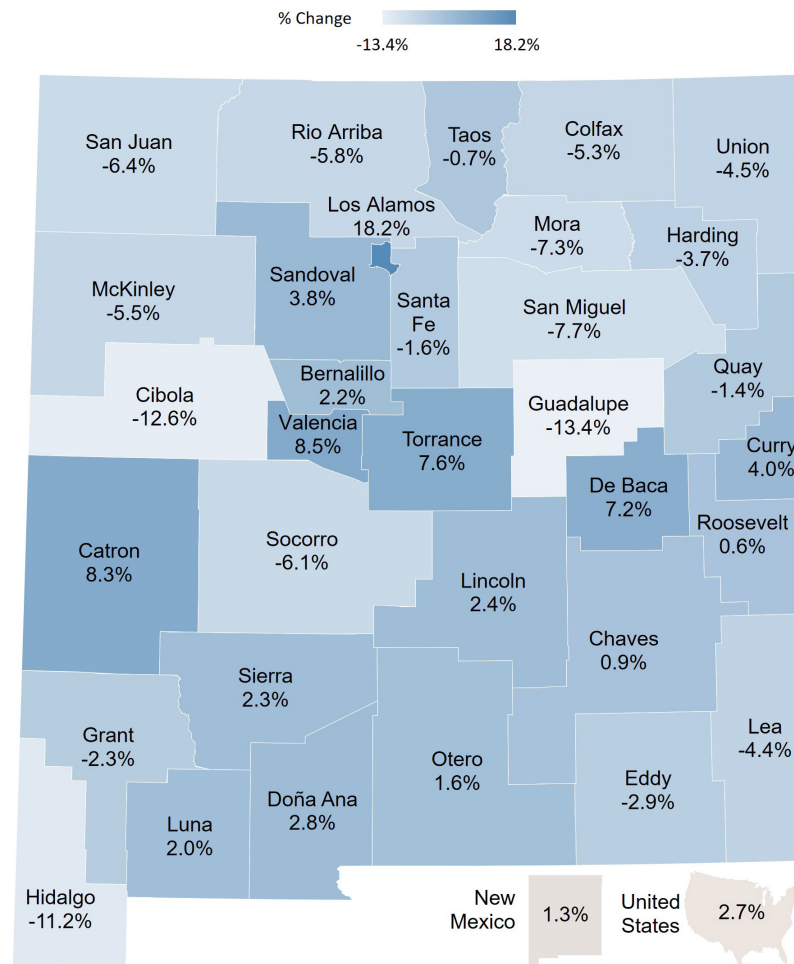 % Change
-13.4%
18.2%
San Juan
-6.4%
Rio Arriba
-5.8%
Taos
-0.7%
Colfax
-5.3%
Union
-4.5%
Los Alamos
18.2%
Mora
-7.3%
Harding
-3.7%
McKinley
-5.5%
Sandoval
3.8%
Santa
Fe
-1.6%
San Miguel
-7.7%
Quay
-1.4%
Cibola
-12.6%
Bernalillo
2.2%
Valencia
8.5%
Torrance
7.6%
Guadalupe
-13.4%
Curry
4.0%
De Baca
7.2%
Roosevelt
0.6%
Catron
8.3%
Socorro
-6.1%
Lincoln
2.4%
Chaves
0.9%
Sierra
2.3%
Grant
-2.3%
Lea
-4.4%
Otero
1.6%
Eddy
-2.9%
Doña Ana
2.8%
Luna
2.0%
Hidalgo
-11.2%
New
Mexico
1.3%
United
States
2.7%